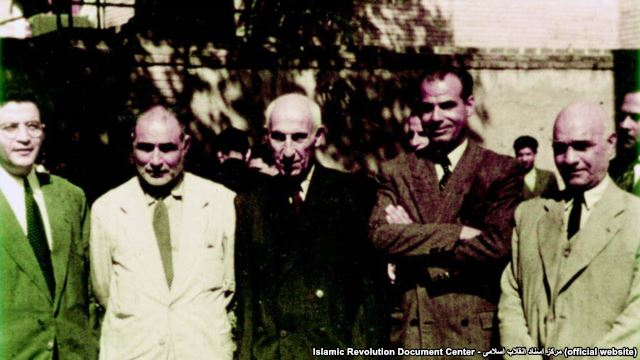 Islamic Revolution Document Center - مرکز اسناد انقلاب اسلامی (official website)